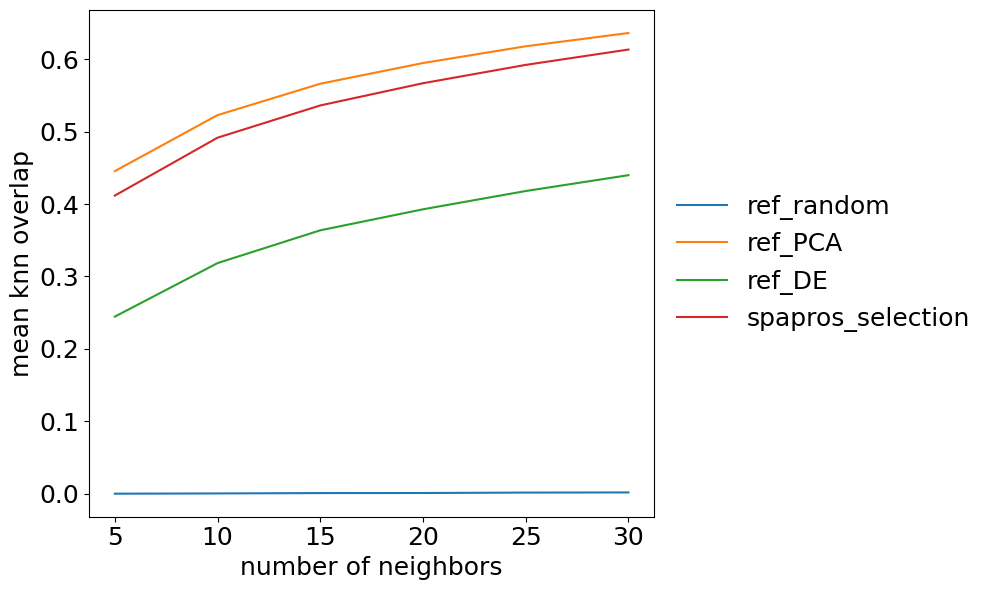 mean knn overlap
0.6
0.5
0.4
0.3
0.2
0.1
0.0
5 10 15 20 25 30
number of neighbors
ref_random
ref_PCA
ref_DE
spapros_selection